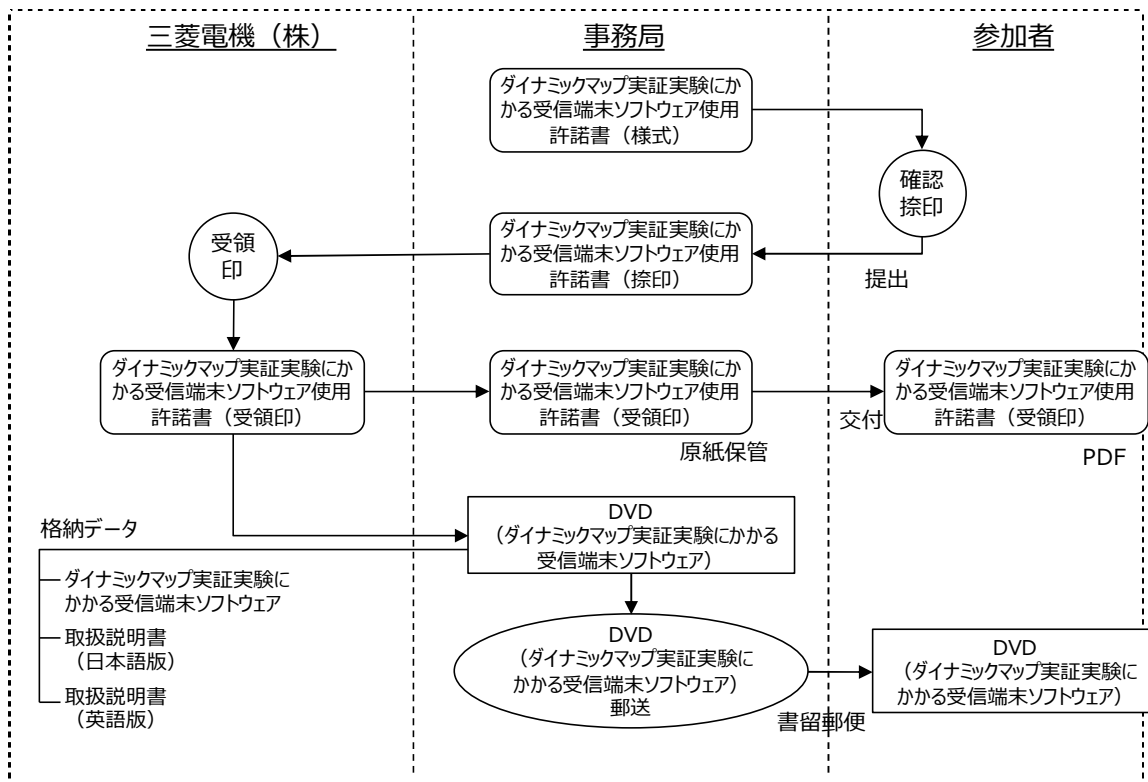 三菱電機（株）
事務局
参加者
ダイナミックマップ実証実験にか
かる受信端末ソフトウェア使用
許諾書（様式）
確認
捺印
ダイナミックマップ実証実験にか
かる受信端末ソフトウェア使用
許諾書（捺印）
受領
印
提出
ダイナミックマップ実証実験にか
かる受信端末ソフトウェア使用
許諾書（受領印）
ダイナミックマップ実証実験にか
かる受信端末ソフトウェア使用
許諾書（受領印）
交付
ダイナミックマップ実証実験にか
かる受信端末ソフトウェア使用
許諾書（受領印）
原紙保管
PDF
DVD
（ダイナミックマップ実証実験にかかる
受信端末ソフトウェア）
格納データ
ダイナミックマップ実証実験に
かかる受信端末ソフトウェア
取扱説明書
（日本語版）
取扱説明書
（英語版）
DVD
（ダイナミックマップ実証実験に
かかる受信端末ソフトウェア）
郵送
書留郵便
DVD
（ダイナミックマップ実証実験に
かかる受信端末ソフトウェア）